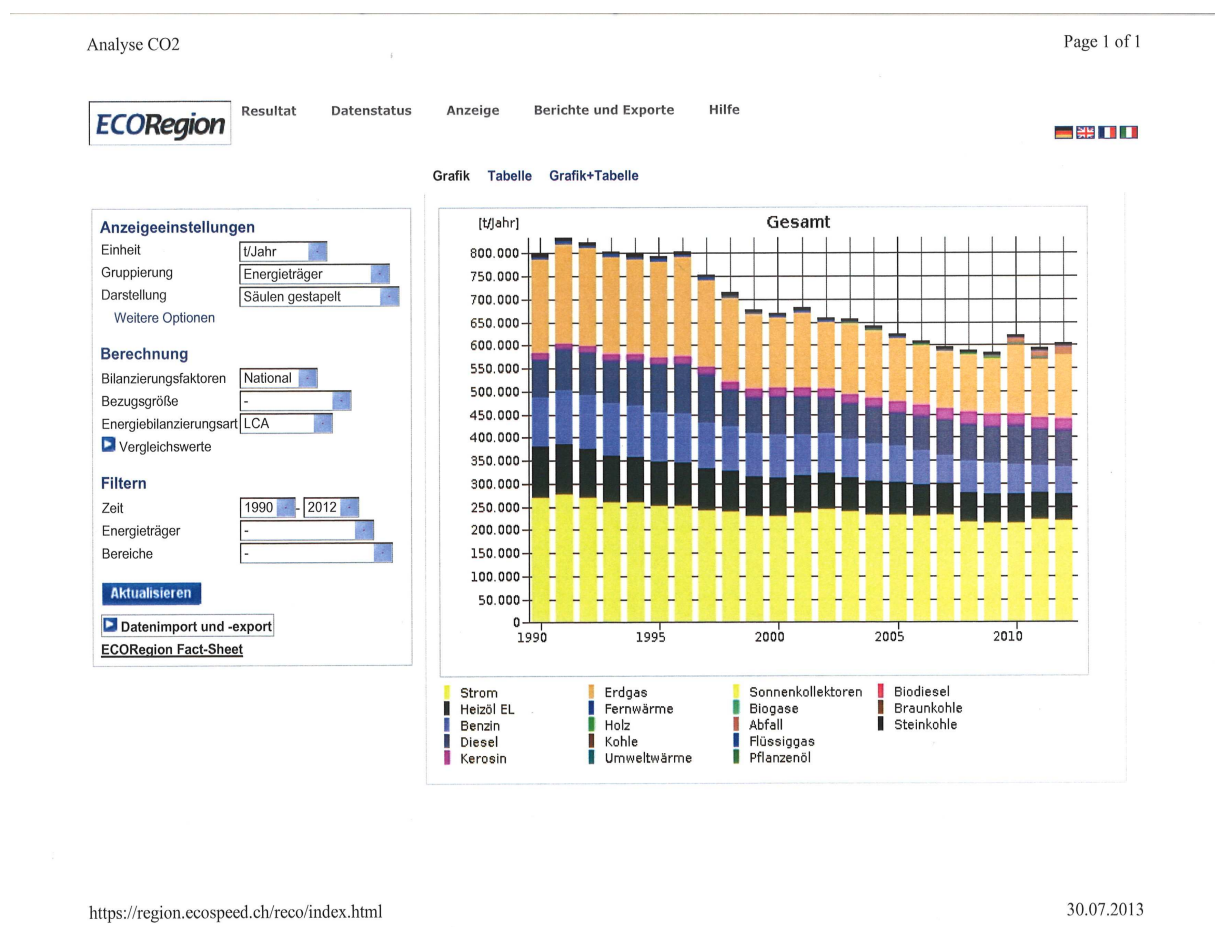 Analyse CO2
Page 1 of 1
ECORegion
Resultat Datenstatus Anzeige Berichte und Exporte Hilfe
Grafik Tabelle Grafik+Tabelle
Anzeigeeinstellungen
Einheit t/Jahr
Gruppierung Energieträger
Darstellung Säulen gestapelt
Weitere Optionen
Berechnung
Bilanzierungsfaktoren National
Bezugsgröße -
Energiebilanzierungsart LCA
Vergleichswerte
Filtern
Zeit 1990 - 2012
Energieträger -
Bereiche -
Aktualisieren
Datenimport und -export
ECORegion Fact-Sheet
[t/Jahr] Gesamt
800.000
750.000
700.000
650.000
600.000
550.000
500.000
450.000
400.000
350.000
300.000
250.000
200.000
150.000
100.000
50.000
0
1990 1995 2000 2005 2010
Strom Erdgas Sonnenkollektoren Biodiesel
Heizöl EL Fernwärme Biogase Braunkohle
Benzin Holz Abfall Steinkohle
Diesel Kohle Flüssiggas
Kerosin Umweltwärme Pflanzenöl
https://region.ecospeed.ch/reco/index.html
30.07.2013